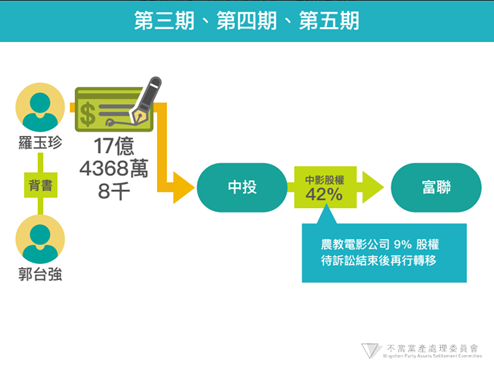 第三期、第四期、第五期
羅玉珍
背書
郭台強
17億
4368萬
8千
中投
中影股權
42%
富聯
農教電影公司 9% 股權
待訴訟結束後再行轉移
不當黨產處理委員會
Ill-gotten Party Assets Settlement Committee